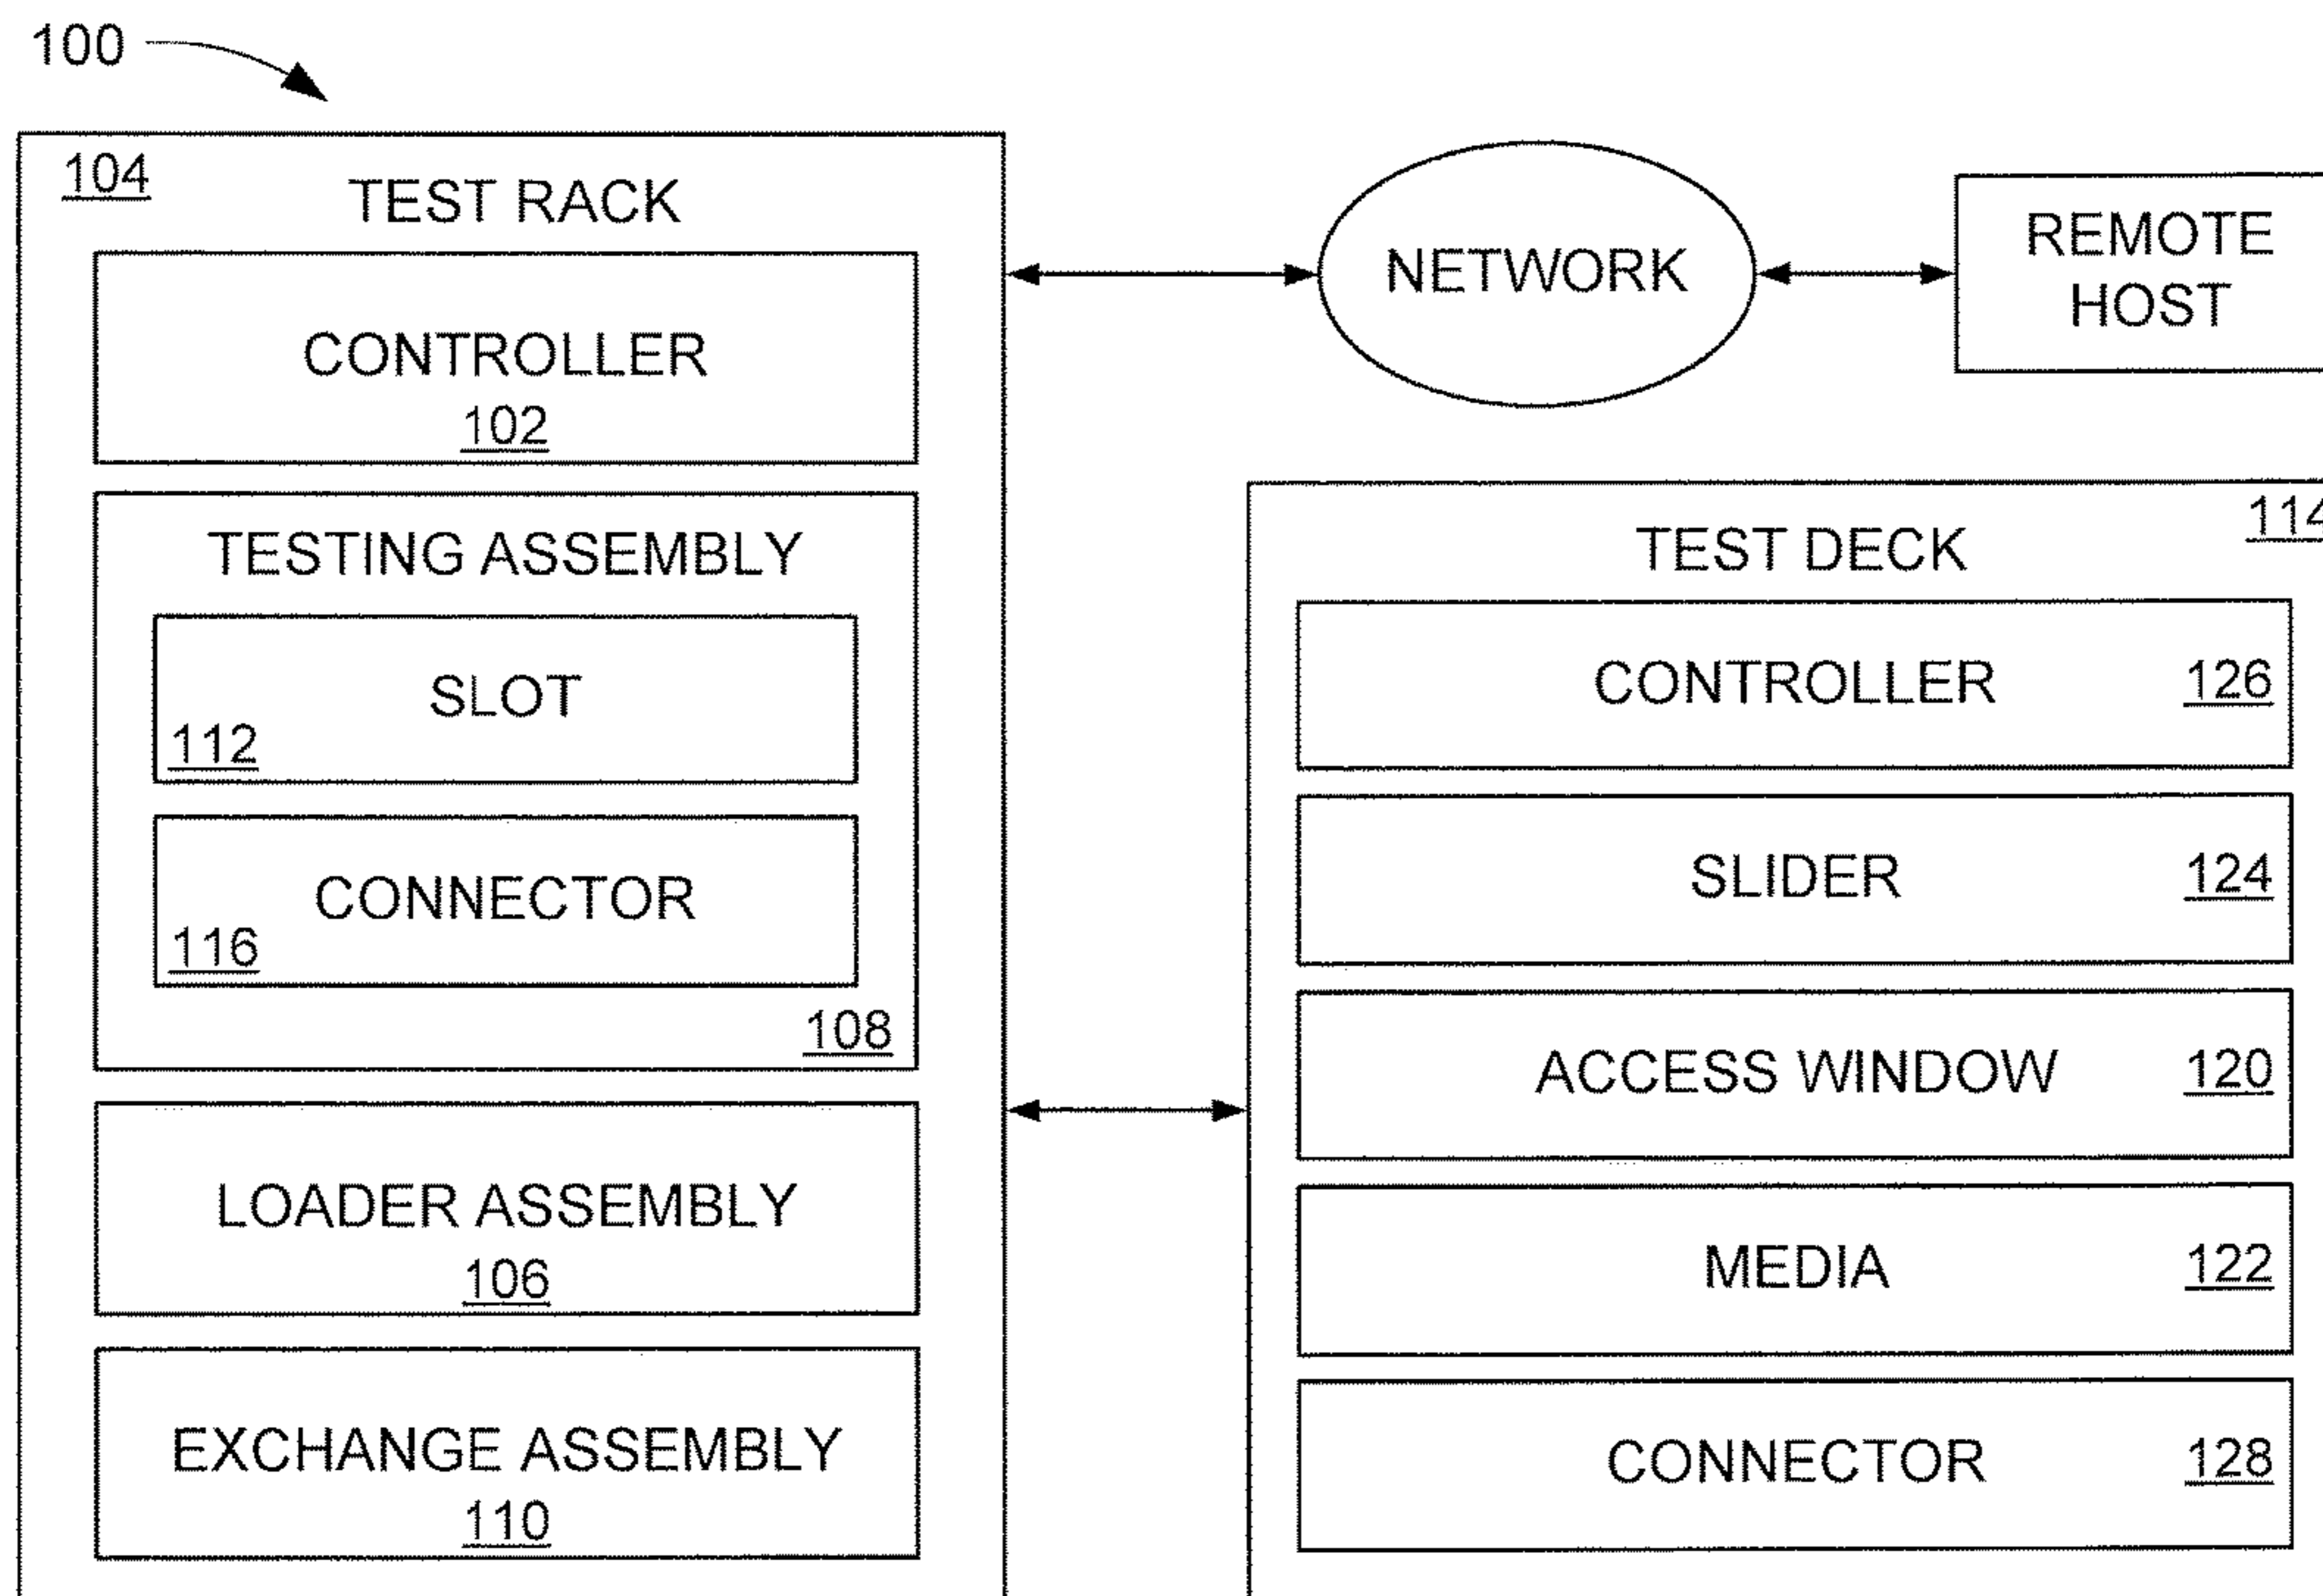 100
104
TEST RACK
CONTROLLER
102
TESTING ASSEMBLY
SLOT
112
CONNECTOR
116
108
LOADER ASSEMBLY
106
EXCHANGE ASSEMBLY
110
NETWORK
REMOTE
HOST
114
TEST DECK
CONTROLLER 126
SLIDER 124
ACCESS WINDOW 120
MEDIA 122
CONNECTOR 128